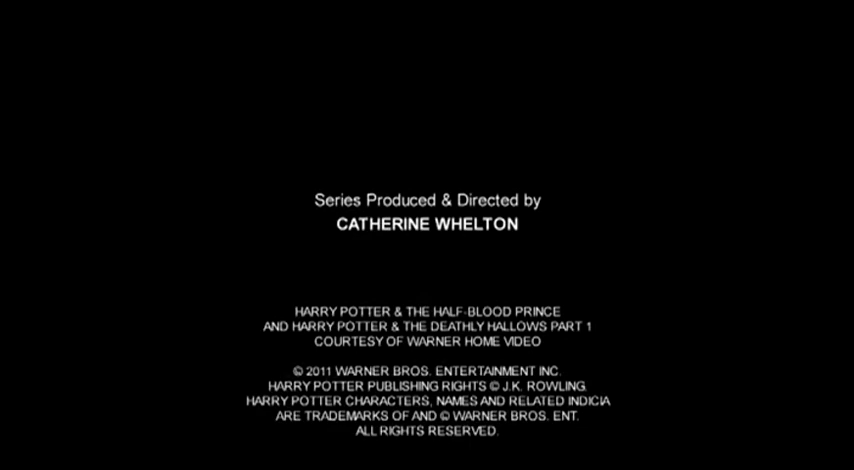 Series Produced & Directed by
CATHERINE WHELTON
HARRY POTTER & THE HALF-BLOOD PRINCE
AND HARRY POTTER & THE DEATHLY HALLOWS PART 1
COURTESY OF WARNER HOME VIDEO
© 2011 WARNER BROS. ENTERTAINMENT INC.
HARRY POTTER PUBLISHING RIGHTS © J.K. ROWLING.
HARRY POTTER CHARACTERS, NAMES AND RELATED INDICIA
ARE TRADEMARKS OF AND © WARNER BROS. ENT.
ALL RIGHTS RESERVED.